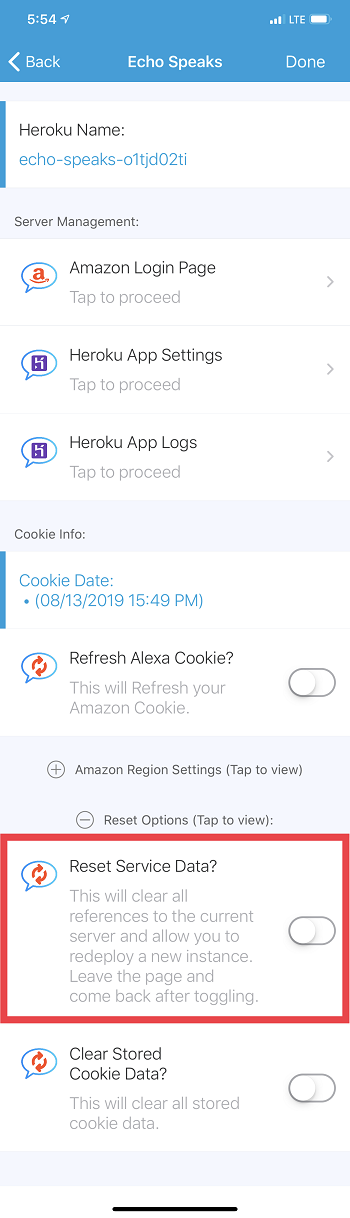 5:54 LTE
Back Echo Speaks Done
Heroku Name:
echo-speaks-o1tjd02ti
Server Management:
Amazon Login Page
Tap to proceed
Heroku App Settings
Tap to proceed
Heroku App Logs
Tap to proceed
Cookie Info:
Cookie Date:
• (08/13/2019 15:49 PM)
Refresh Alexa Cookie?
This will Refresh your
Amazon Cookie.
Amazon Region Settings (Tap to view)
Reset Options (Tap to view):
Reset Service Data?
This will clear all
references to the current
server and allow you to
redeploy a new instance.
Leave the page and
come back after toggling.
Clear Stored
Cookie Data?
This will clear all stored
cookie data.